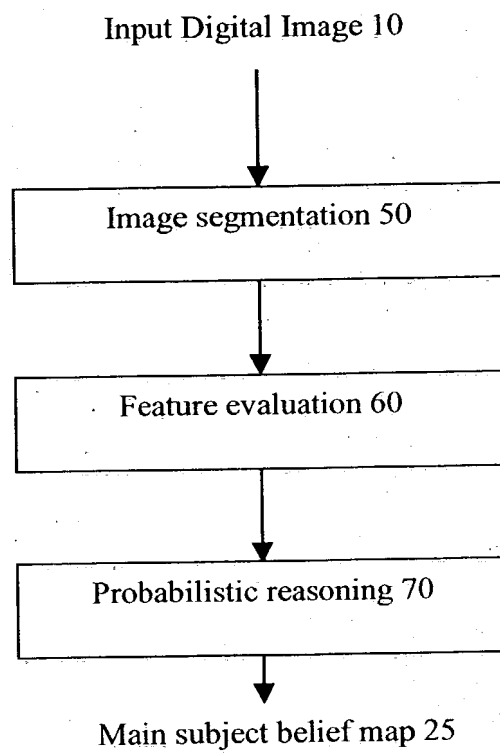 Input Digital Image 10
Image segmentation 50
Feature evaluation 60
Probabilistic reasoning 70
Main subject belief map 25